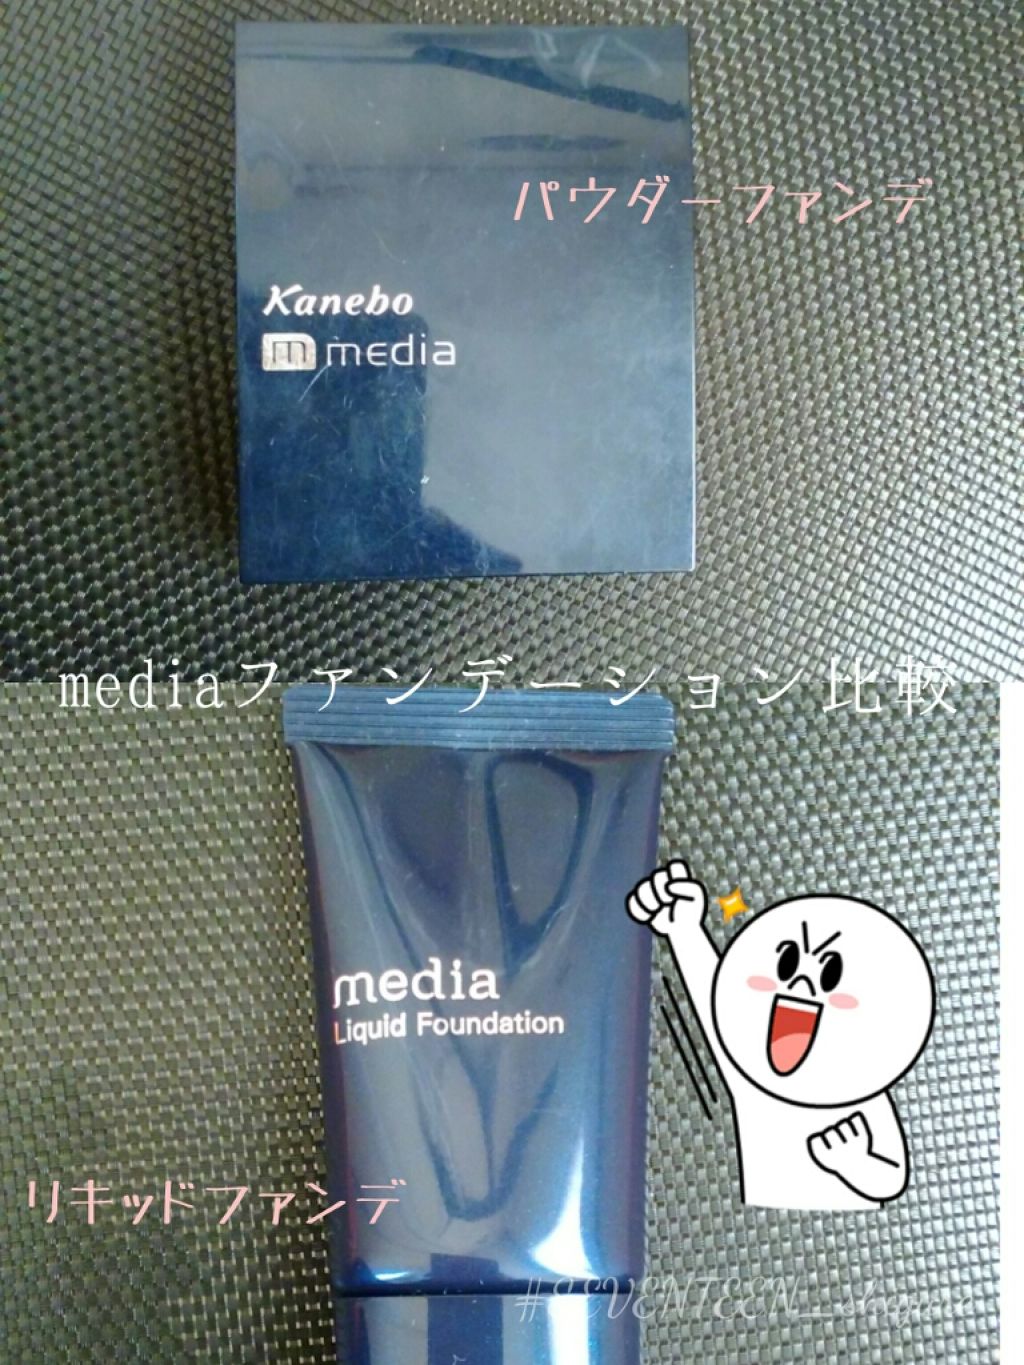 パウダーファンデ
Kanebo
m media
mediaファンデーション比較
media
Liquid Foundation
リキッドファンデ
#SEVENTEEN_